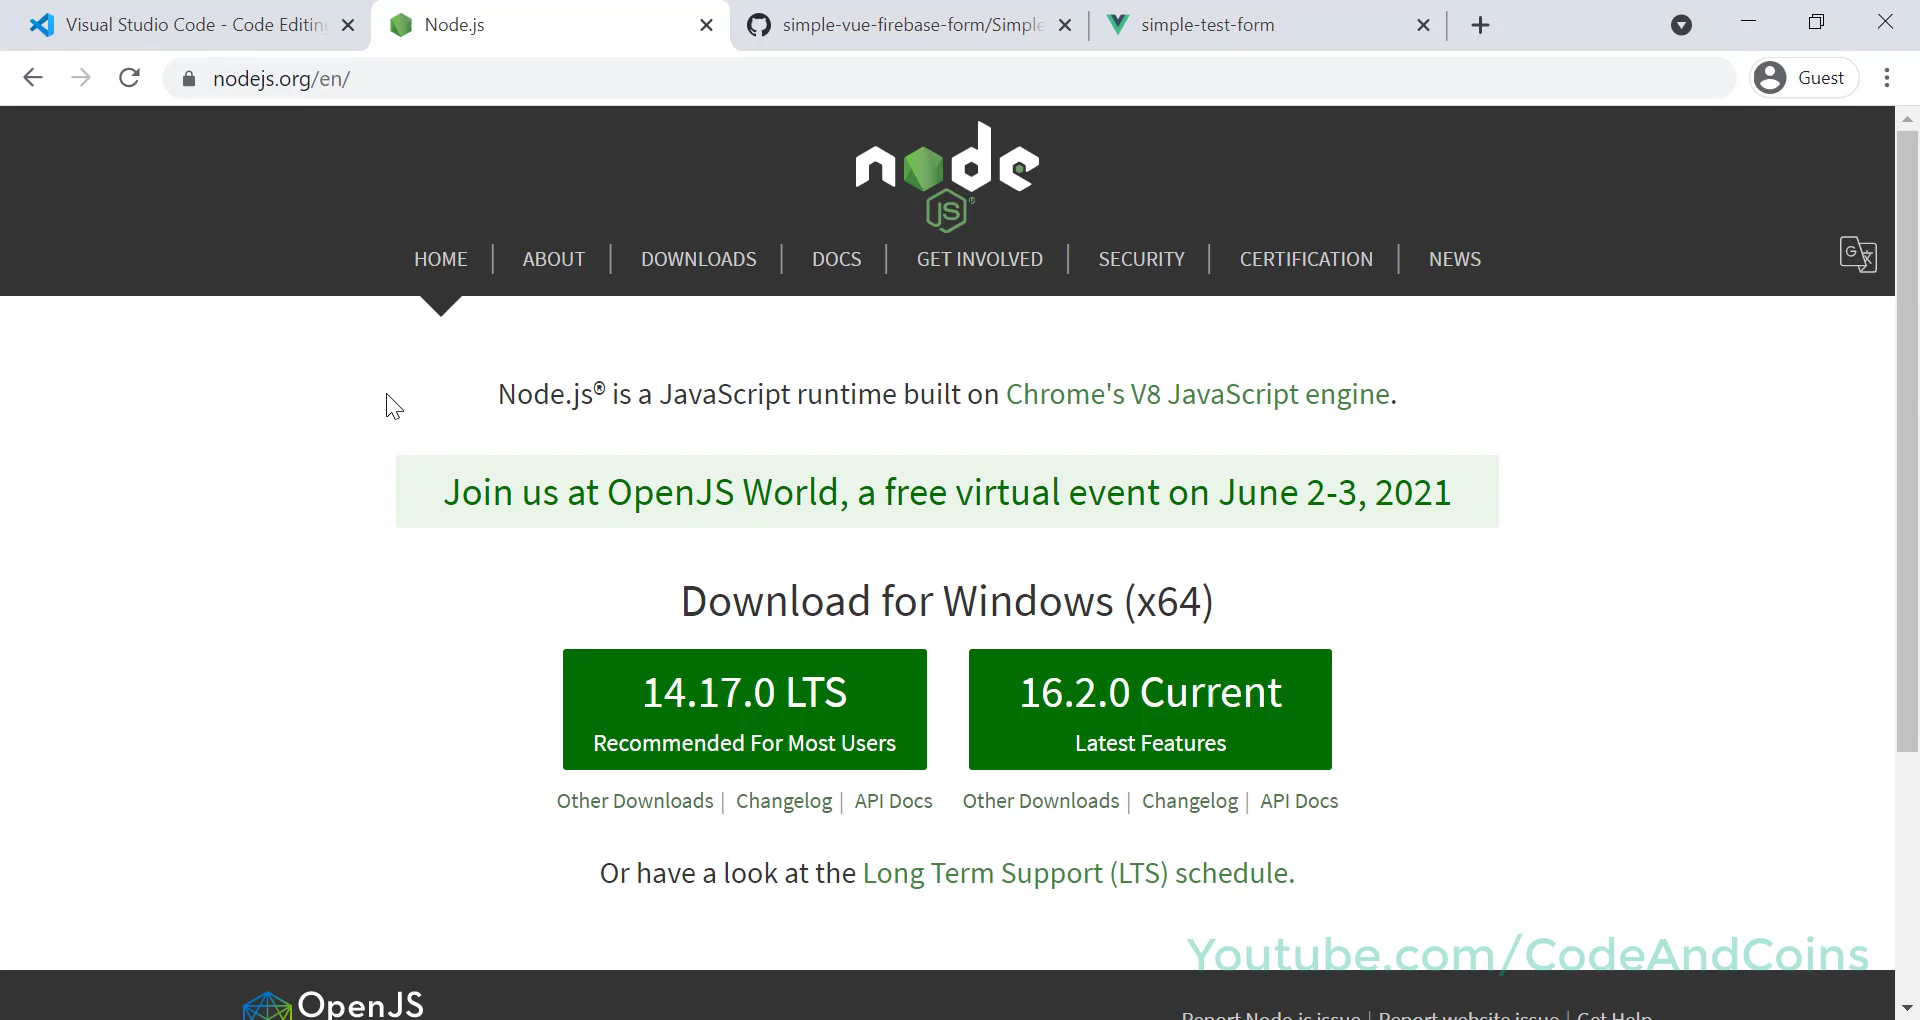 Visual Studio Code - Code Editin
Node.js
simple-vue-firebase-form/Simple
simple-test-form
nodejs.org/en/
Guest
node
JS®
HOME | ABOUT | DOWNLOADS | DOCS | GET INVOLVED | SECURITY | CERTIFICATION | NEWS
Node.js® is a JavaScript runtime built on Chrome's V8 JavaScript engine.
Join us at OpenJS World, a free virtual event on June 2-3, 2021
Download for Windows (x64)
14.17.0 LTS
Recommended For Most Users
16.2.0 Current
Latest Features
Other Downloads | Changelog | API Docs
Other Downloads | Changelog | API Docs
Or have a look at the Long Term Support (LTS) schedule.
Youtube.com/CodeAndCoins
OpenJS
Report Node.js issue | Report website issue | Get Help